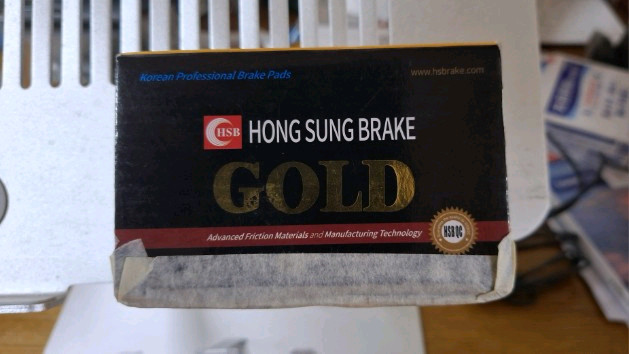 Korean Professional Brake Pads
www.hsbrake.com
HSB HONG SUNG BRAKE
GOLD
Advanced Friction Materials and Manufacturing Technology
HSB QC